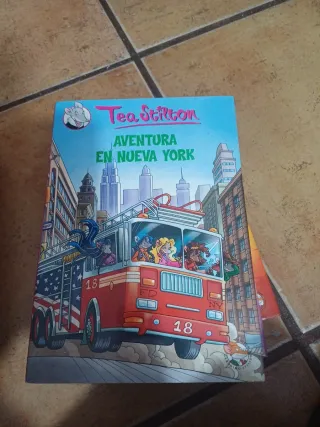 Tea Stilton
AVENTURA
EN NUEVA YORK
18
18